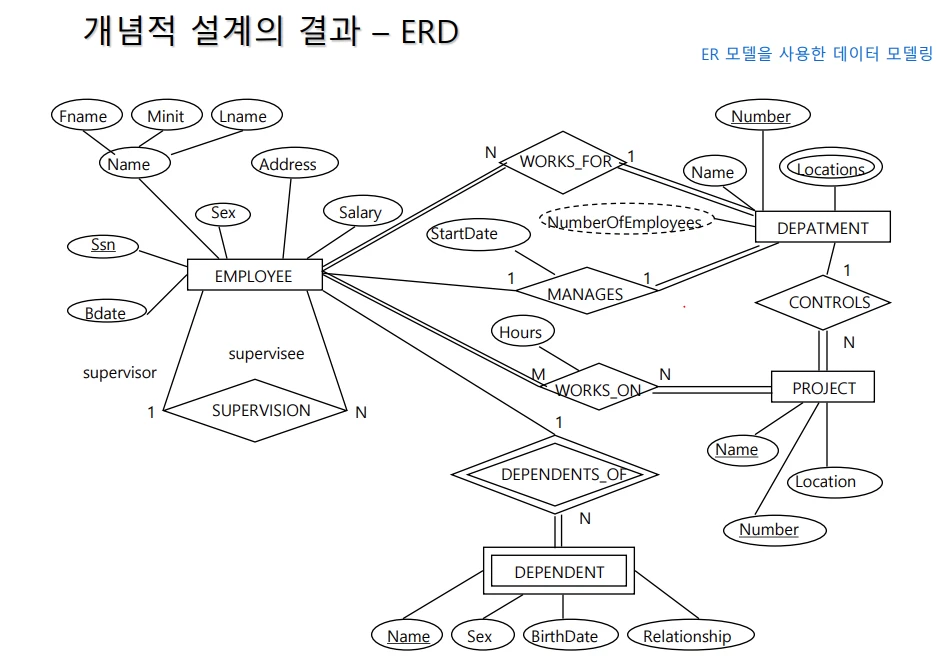 개념적 설계의 결과 – ERD
ER 모델을 사용한 데이터 모델링
Fname
Minit
Lname
Number
Name
Address
N
WORKS_FOR
1
Name
Locations
Sex
Salary
NumberOfEmployees
StartDate
DEPATMENT
Ssn
EMPLOYEE
1
MANAGES
1
1
CONTROLS
Bdate
Hours
N
supervisee
supervisor
M
WORKS_ON
N
PROJECT
1
SUPERVISION
N
1
Name
DEPENDENTS_OF
Location
N
Number
DEPENDENT
Name
Sex
BirthDate
Relationship